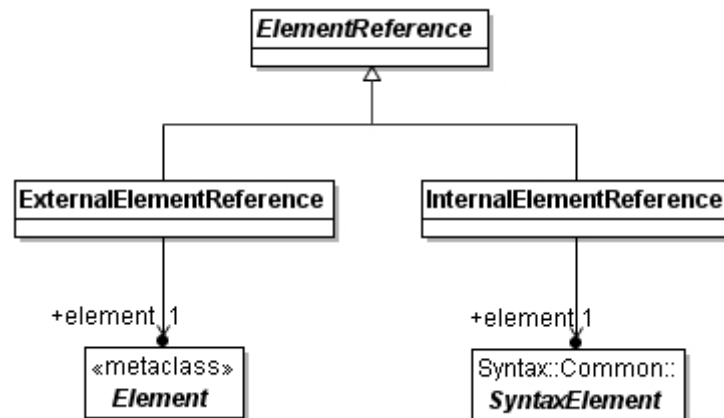 ElementReference
ExternalElementReference
InternalElementReference
+element 1
+element 1
«metaclass»
Element
Syntax::Common::
SyntaxElement